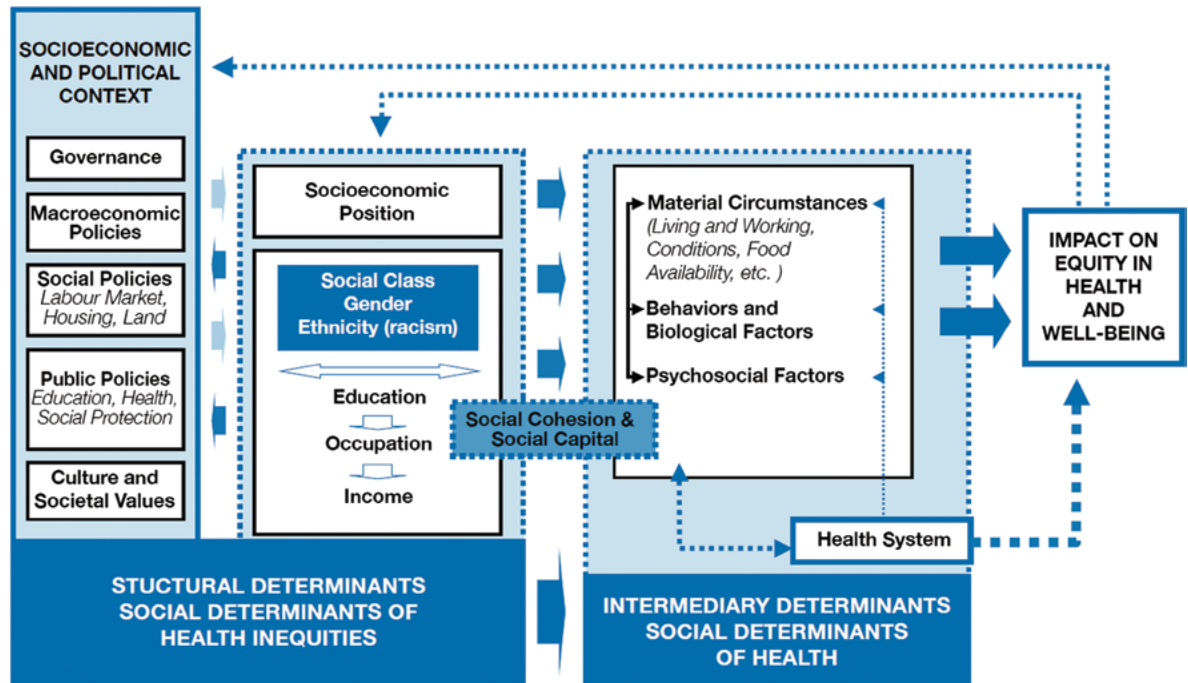 SOCIOECONOMIC
AND POLITICAL
CONTEXT
Governance
Macroeconomic
Policies
Social Policies
Labour Market,
Housing, Land
Public Policies
Education, Health,
Social Protection
Culture and
Societal Values
Socioeconomic
Position
Social Class
Gender
Ethnicity (racism)
Education
Occupation
Income
Social Cohesion &
Social Capital
Material Circumstances
(Living and Working,
Conditions, Food
Availability, etc. )
Behaviors and
Biological Factors
Psychosocial Factors
Health System
IMPACT ON
EQUITY IN
HEALTH
AND
WELL-BEING
STUCTURAL DETERMINANTS
SOCIAL DETERMINANTS OF
HEALTH INEQUITIES
INTERMEDIARY DETERMINANTS
SOCIAL DETERMINANTS
OF HEALTH